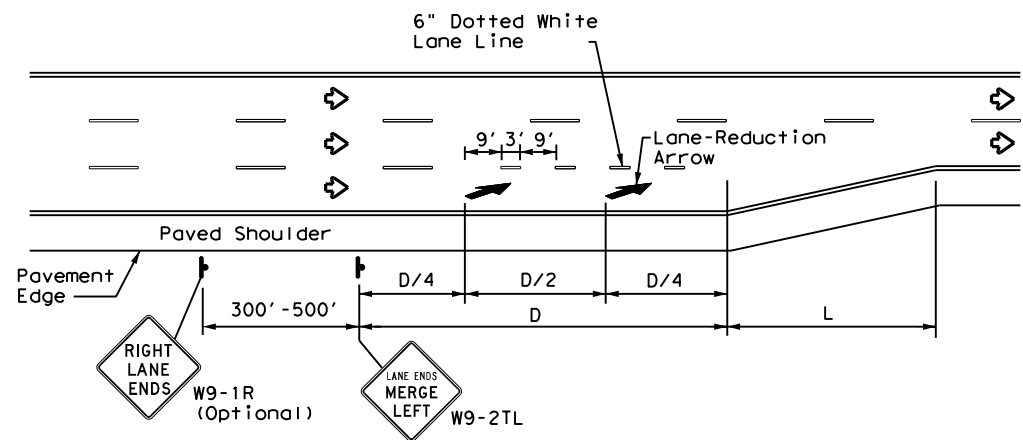 6" Dotted White
Lane Line
9' 3' 9'
Lane-Reduction
Arrow
Paved Shoulder
Pavement
Edge
D/4 D/2 D/4
300'-500' D L
RIGHT
LANE
ENDS
W9-1R
(Optional)
LANE ENDS
MERGE
LEFT
W9-2TL